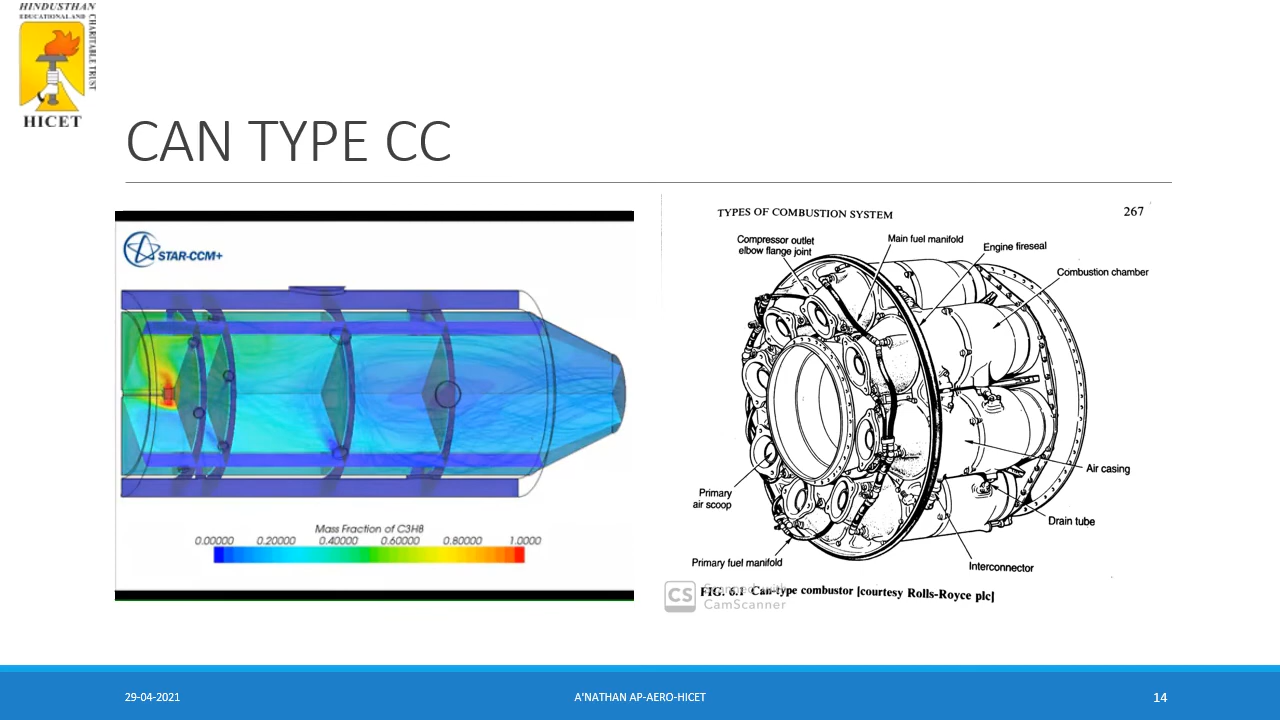 HINDUSTHAN
EDUCATIONAL AND
CHARITABLE TRUST
HICET
CAN TYPE CC
STAR-CCM+
Mass Fraction of C3H8
0.00000 0.20000 0.40000 0.60000 0.80000 1.0000
TYPES OF COMBUSTION SYSTEM
267
Compressor outlet
elbow flange joint
Main fuel manifold
Engine fireseal
Combustion chamber
Primary
air scoop
Air casing
Drain tube
Primary fuel manifold
Interconnector
CS
Scanned with
CamScanner
FIG. 6.1 Can-type combustor [courtesy Rolls-Royce plc]
29-04-2021
A'NATHAN AP-AERO-HICET
14